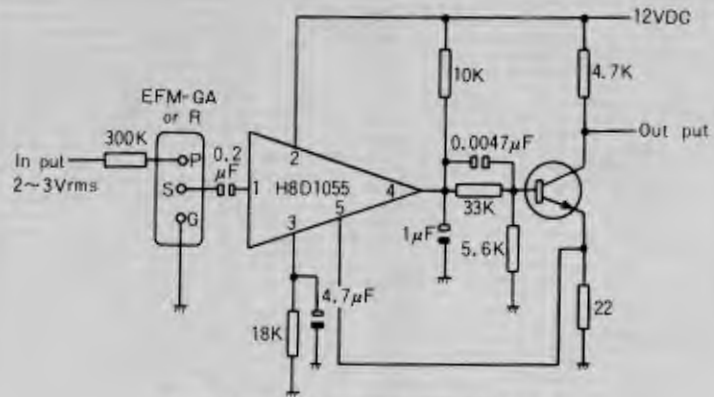 12VDC
10K
4.7K
EFM-GA
or R
300K
0.0047μF
Out put
In put
2~3Vrms
P
S
G
0.2
μF
1
2
H8D1055
4
3
5
33K
1μF
5.6K
4.7μF
18K
22